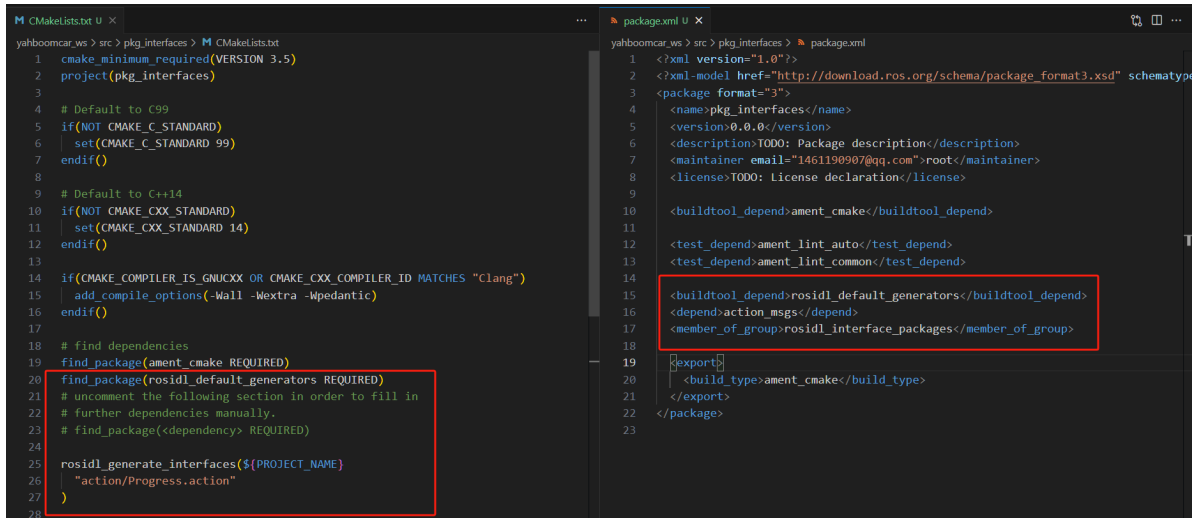 CMakeLists.txt U ×
yahboomcar_ws > src > pkg_interfaces > M CMakeLists.txt
1 cmake_minimum_required(VERSION 3.5)
2 project(pkg_interfaces)
3
4 # Default to C99
5 if(NOT CMAKE_C_STANDARD)
6 set(CMAKE_C_STANDARD 99)
7 endif()
8
9 # Default to C++14
10 if(NOT CMAKE_CXX_STANDARD)
11 set(CMAKE_CXX_STANDARD 14)
12 endif()
13
14 if(CMAKE_COMPILER_IS_GNUCXX OR CMAKE_CXX_COMPILER_ID MATCHES "Clang")
15 add_compile_options(-Wall -Wextra -Wpedantic)
16 endif()
17
18 # find dependencies
19 find_package(ament_cmake REQUIRED)
20 find_package(rosidl_default_generators REQUIRED)
21 # uncomment the following section in order to fill in
22 # further dependencies manually.
23 # find_package(<dependency> REQUIRED)
24
25 rosidl_generate_interfaces(${PROJECT_NAME}
26 "action/Progress.action"
27 )
28
package.xml U ×
yahboomcar_ws > src > pkg_interfaces > package.xml
1 <?xml version="1.0"?>
2 <?xml-model href="http://download.ros.org/schema/package_format3.xsd" schematype
3 <package format="3">
4 <name>pkg_interfaces</name>
5 <version>0.0.0</version>
6 <description>TODO: Package description</description>
7 <maintainer email="1461190907@qq.com">root</maintainer>
8 <license>TODO: License declaration</license>
9
10 <buildtool_depend>ament_cmake</buildtool_depend>
11
12 <test_depend>ament_lint_auto</test_depend>
13 <test_depend>ament_lint_common</test_depend>
14
15 <buildtool_depend>rosidl_default_generators</buildtool_depend>
16 <depend>action_msgs</depend>
17 <member_of_group>rosidl_interface_packages</member_of_group>
18
19 <export>
20 <build_type>ament_cmake</build_type>
21 </export>
22 </package>
23